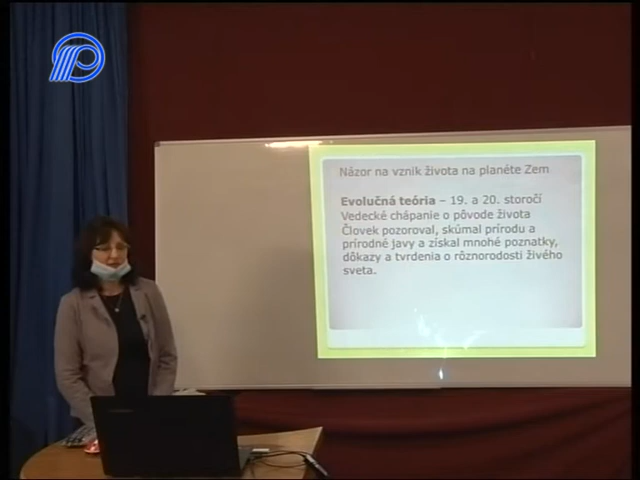 Názor na vznik života na planéte Zem
Evolučná teória – 19. a 20. storočí
Vedecké chápanie o pôvode života
Človek pozoroval, skúmal prírodu a
prírodné javy a získal mnohé poznatky,
dôkazy a tvrdenia o rôznorodosti živého
sveta.